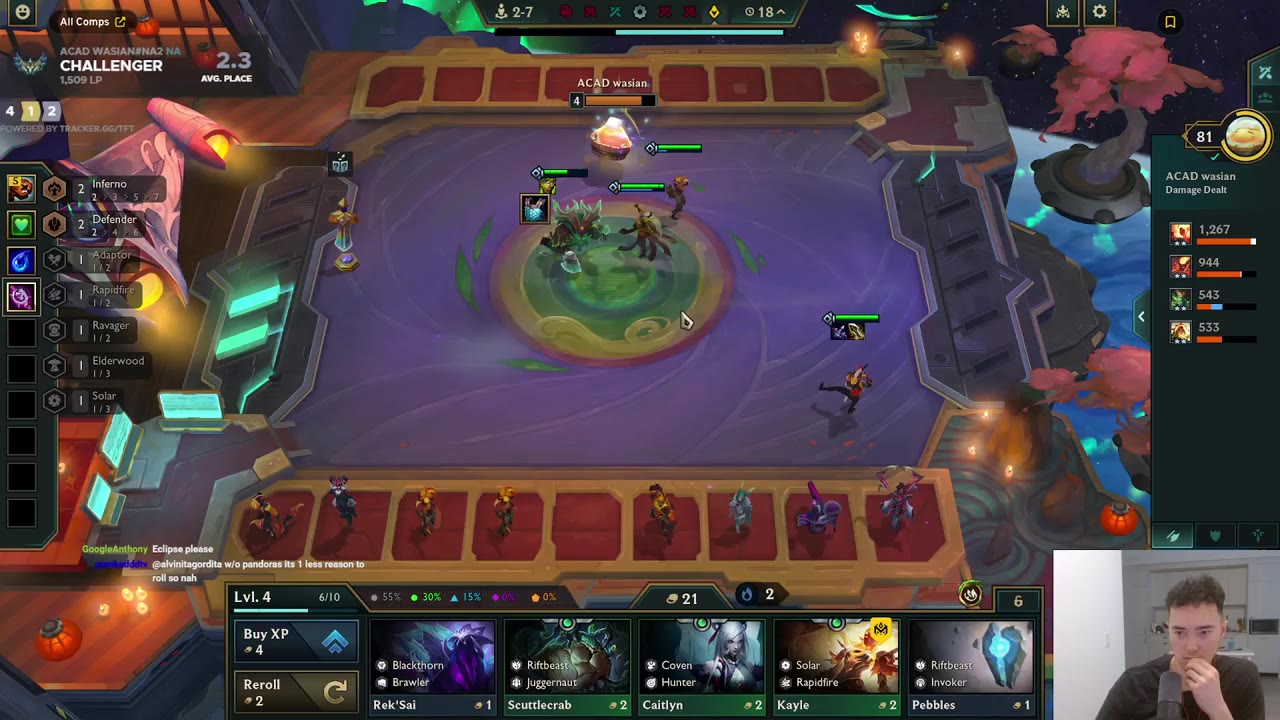 All Comps
ACAD WASIAN#NA2 NA
CHALLENGER
1,509 LP
2.3
AVG. PLACE
4 1 2
POWERED BY TRACKER.GG/TFT
2-7
18
ACAD wasian
4
81
ACAD wasian
Damage Dealt
1,267
944
543
533
2 Inferno
2 > 3 > 5 > 7
2 Defender
2 > 4 > 6
1 Adaptor
1 / 2
1 Rapidfire
1 / 2
1 Ravager
1 / 2
1 Elderwood
1 / 3
1 Solar
1 / 3
GoogleAnthony Eclipse please
@alvinitagordita w/o pandoras its 1 less reason to
roll so nah
Lvl. 4 6/10
55% 30% 15% 0% 0%
21
2
6
Buy XP
4
Reroll
2
Blackthorn
Brawler
Rek'Sai 1
Riftbeast
Juggernaut
Scuttlecrab 2
Coven
Hunter
Caitlyn 2
Solar
Rapidfire
Kayle 2
Riftbeast
Invoker
Pebbles 1